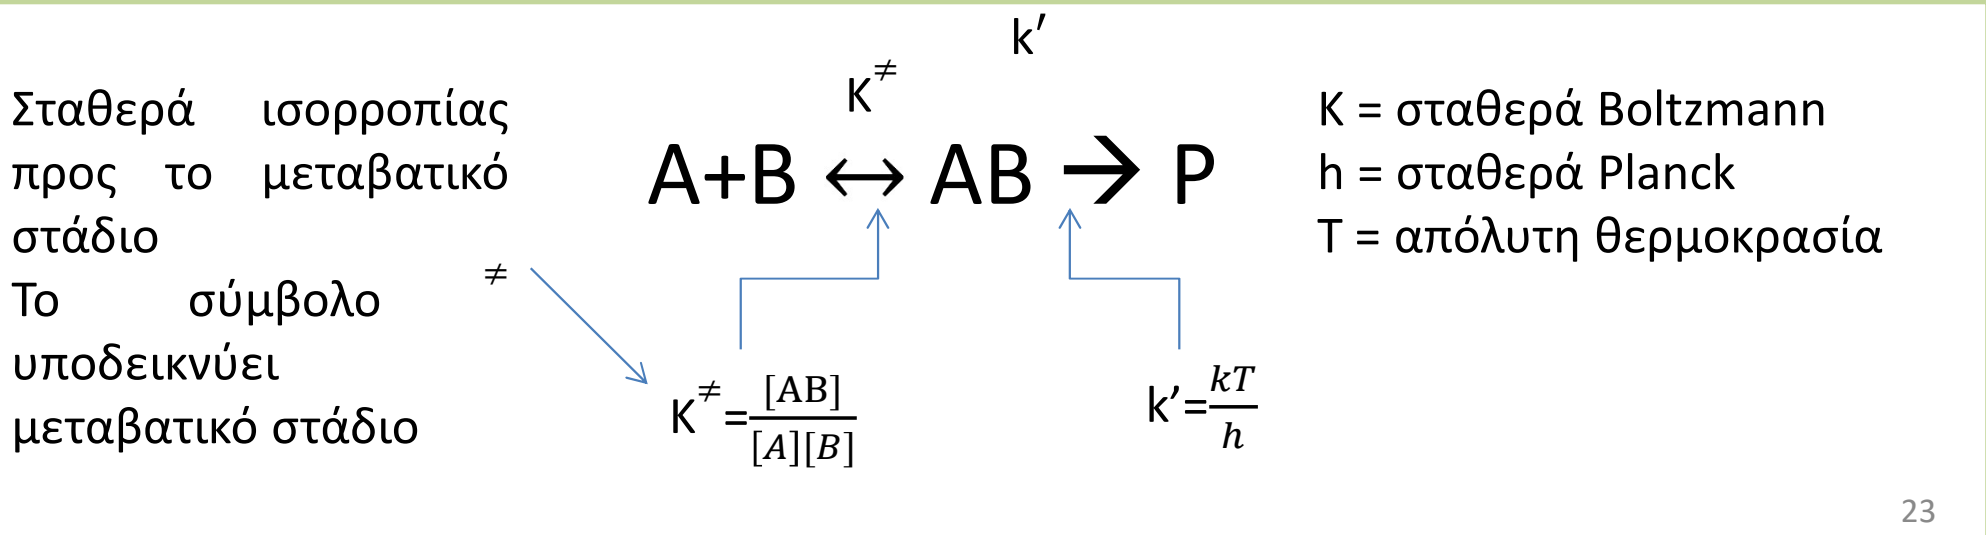 k′
K≠
Σταθερά ισορροπίας
προς το μεταβατικό
στάδιο
Το σύμβολο ≠
υποδεικνύει
μεταβατικό στάδιο
A+B ↔ AB → P
K≠=[AB]/[A][B]
k’=kT/h
K = σταθερά Boltzmann
h = σταθερά Planck
T = απόλυτη θερμοκρασία
23